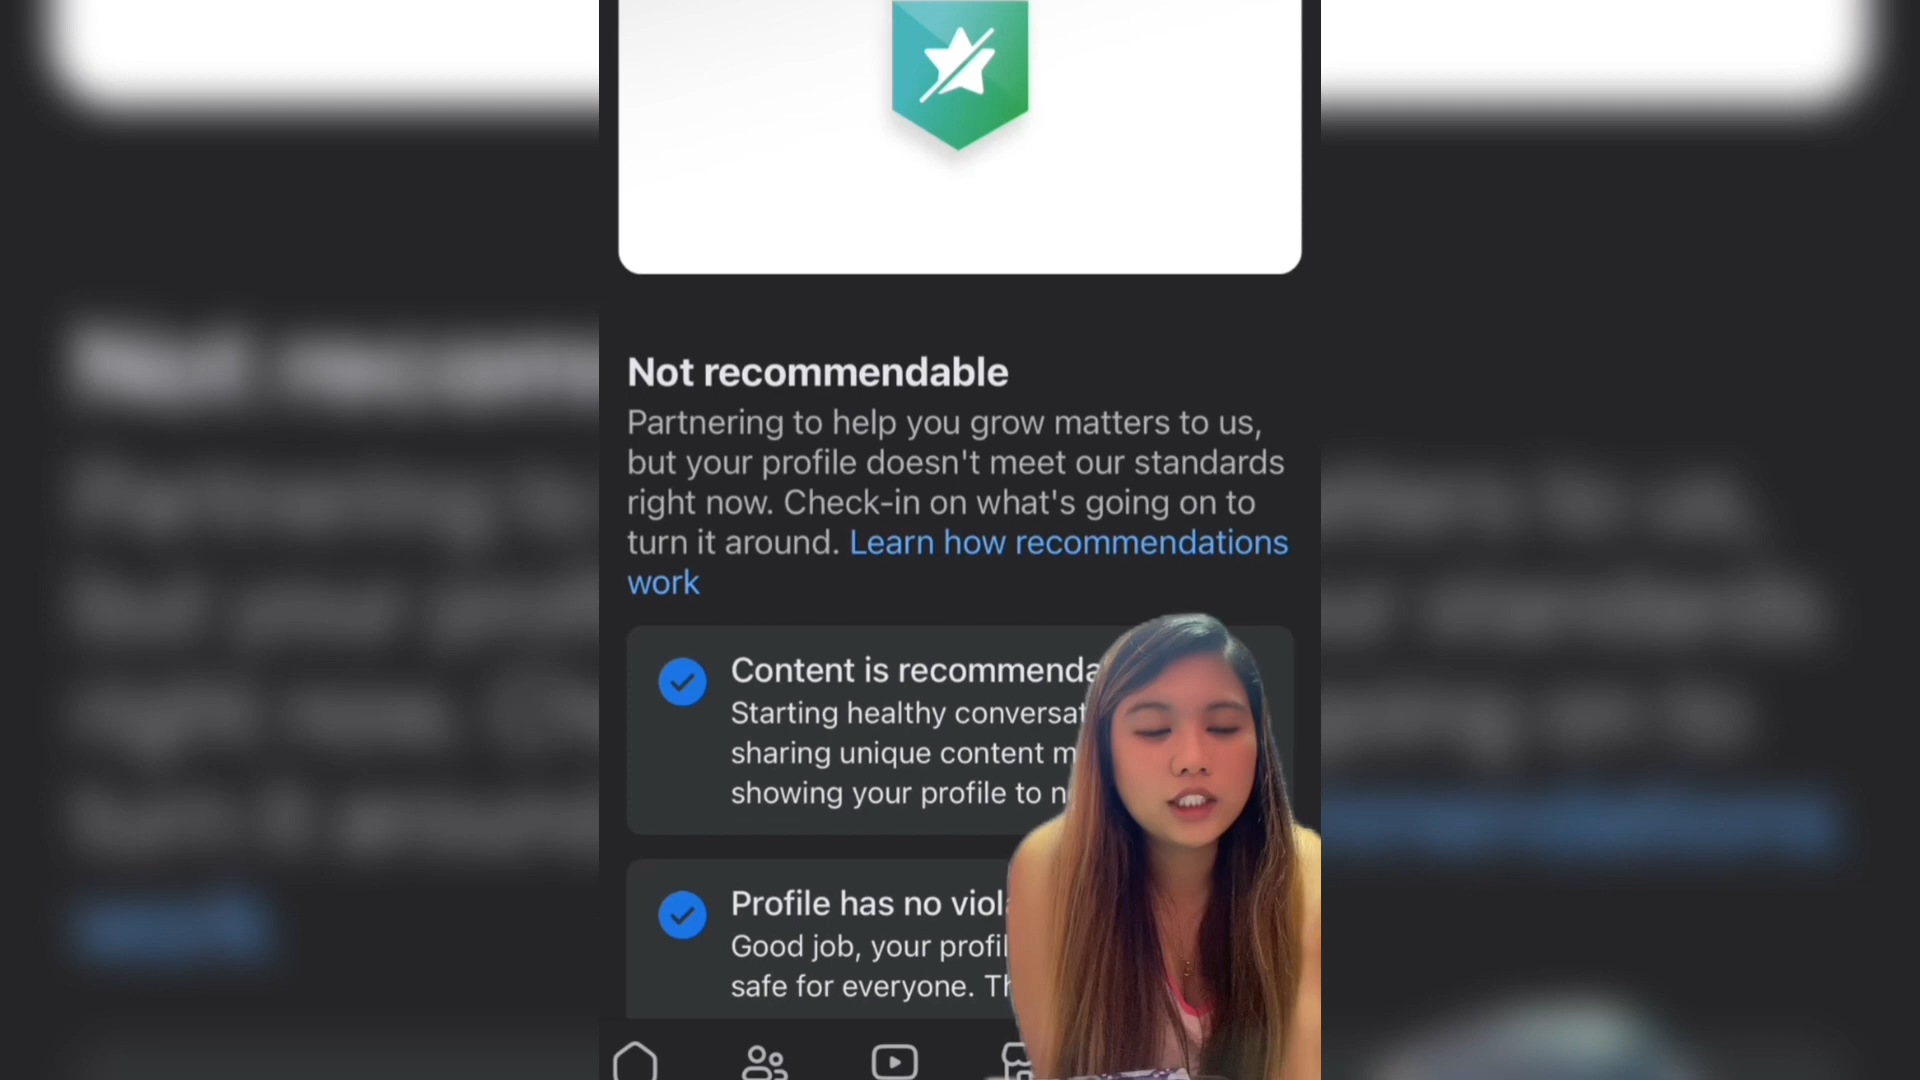 Not recommendable
Partnering to help you grow matters to us,
but your profile doesn't meet our standards
right now. Check-in on what's going on to
turn it around. Learn how recommendations
work
Content is recommenda
Starting healthy conversat
sharing unique content m
showing your profile to n
Profile has no viol
Good job, your profil
safe for everyone. Th